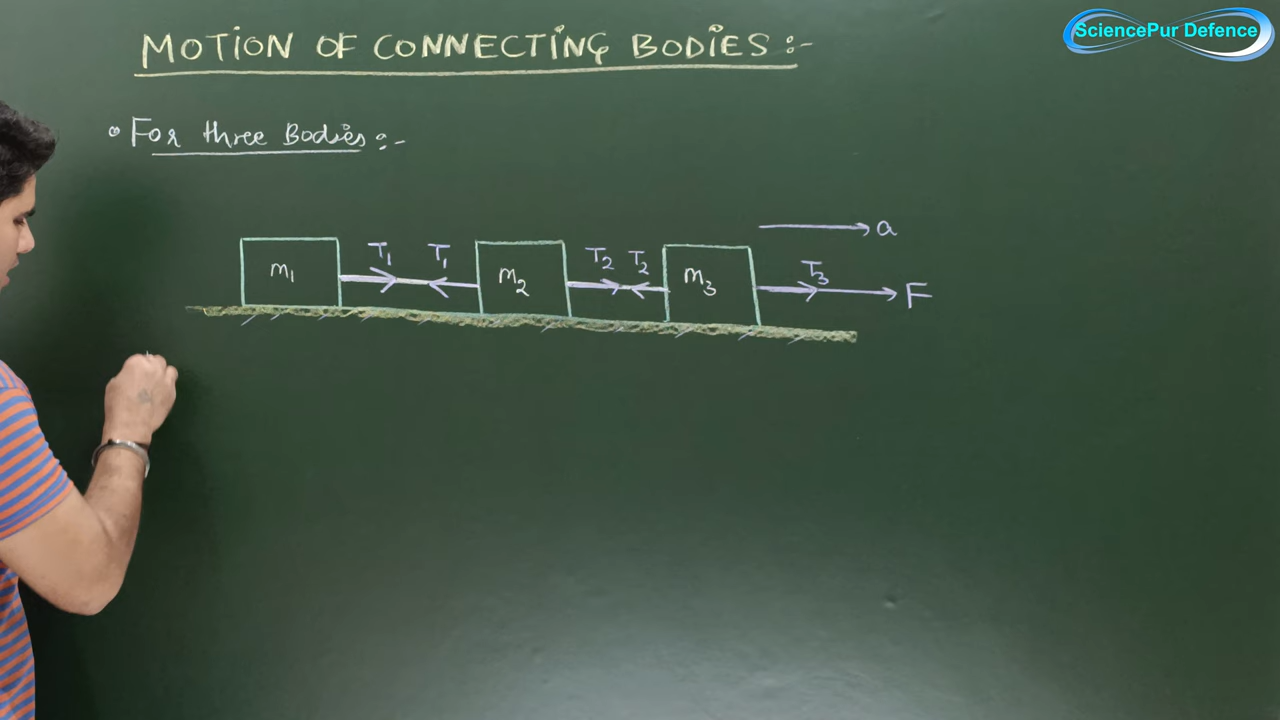 SciencePur Defence
MOTION OF CONNECTING BODIES :-
• For three Bodies :-
a
T1 T1 T2 T2 T3
m1 m2 m3 F